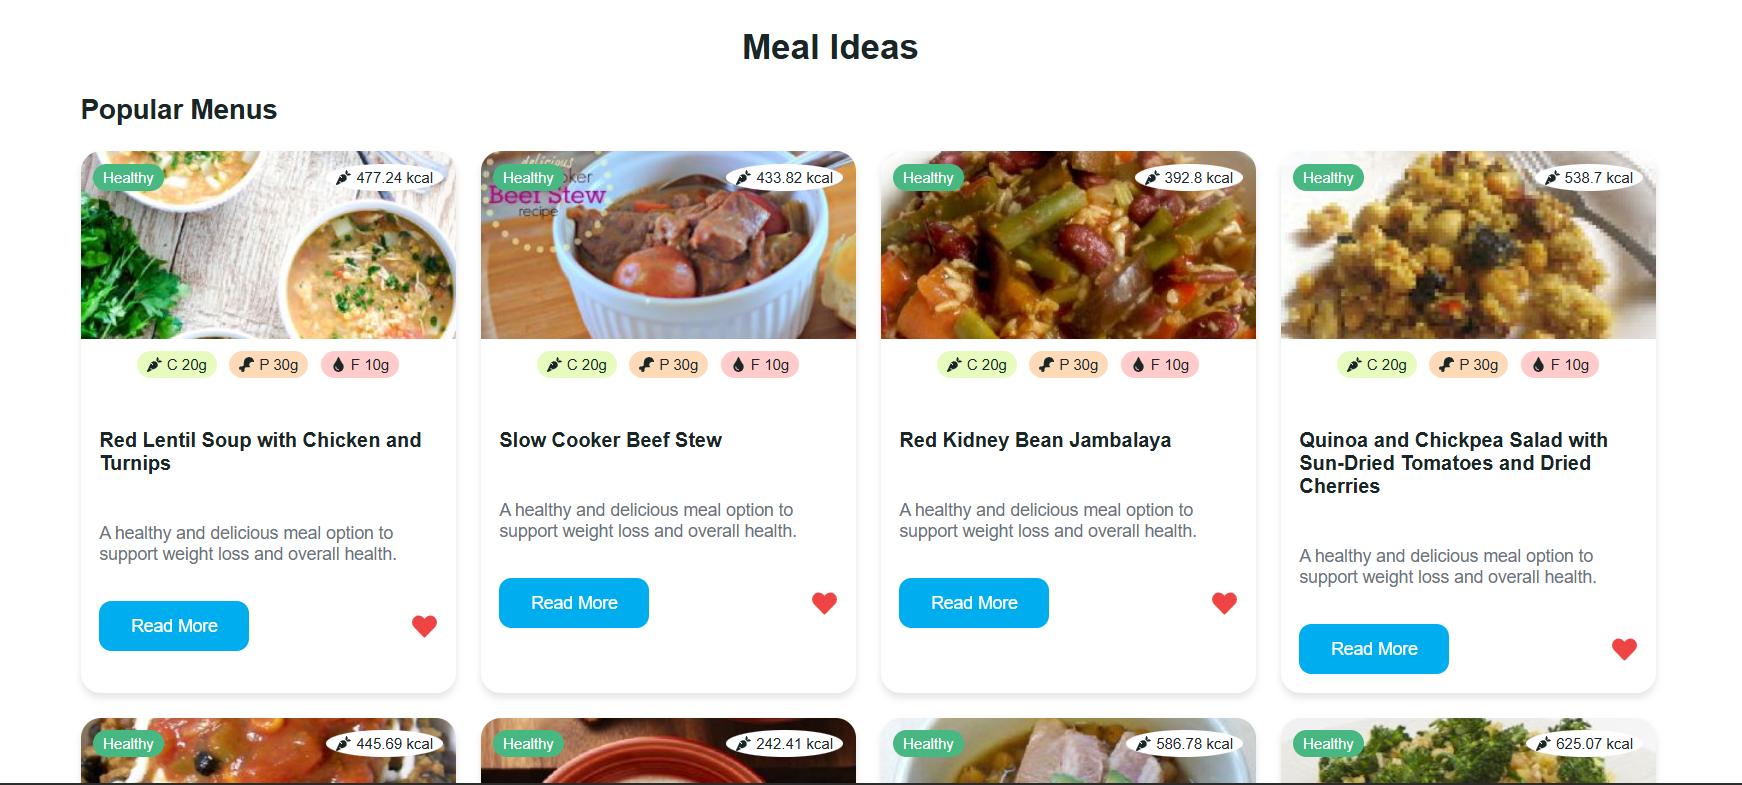 Meal Ideas
Popular Menus
Healthy
477.24 kcal
C 20g P 30g F 10g
Red Lentil Soup with Chicken and
Turnips
A healthy and delicious meal option to
support weight loss and overall health.
Read More
delicious
Healthy
oker
433.82 kcal
Beef Stew
recipe
C 20g P 30g F 10g
Slow Cooker Beef Stew
A healthy and delicious meal option to
support weight loss and overall health.
Read More
Healthy
392.8 kcal
C 20g P 30g F 10g
Red Kidney Bean Jambalaya
A healthy and delicious meal option to
support weight loss and overall health.
Read More
Healthy
538.7 kcal
C 20g P 30g F 10g
Quinoa and Chickpea Salad with
Sun-Dried Tomatoes and Dried
Cherries
A healthy and delicious meal option to
support weight loss and overall health.
Read More
Healthy
445.69 kcal
Healthy
242.41 kcal
Healthy
586.78 kcal
Healthy
625.07 kcal